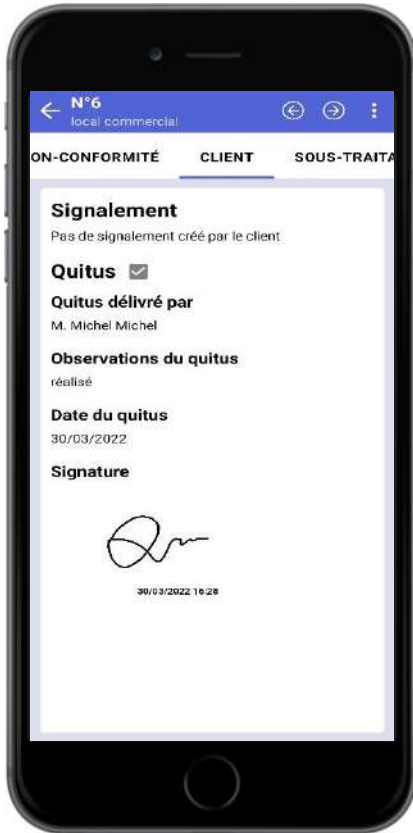 N°6
local commercial
ON-CONFORMITÉ CLIENT SOUS-TRAITA
Signalement
Pas de signalement créé par le client
Quitus
Quitus délivré par
M. Michel Michel
Observations du quitus
réalisé
Date du quitus
30/03/2022
Signature
30/03/2022 16:28